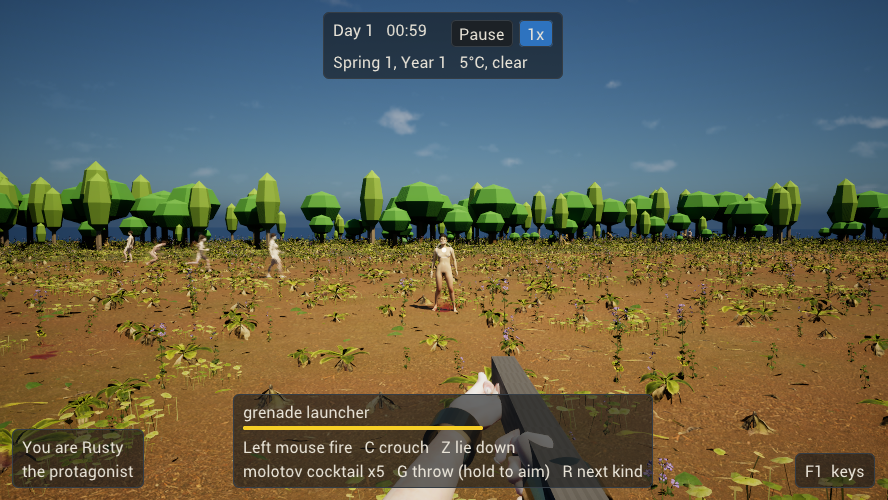 Day 1 00:59 Pause 1x
Spring 1, Year 1 5°C, clear
grenade launcher
Left mouse fire C crouch Z lie down
molotov cocktail x5 G throw (hold to aim) R next kind
You are Rusty
the protagonist
F1 keys